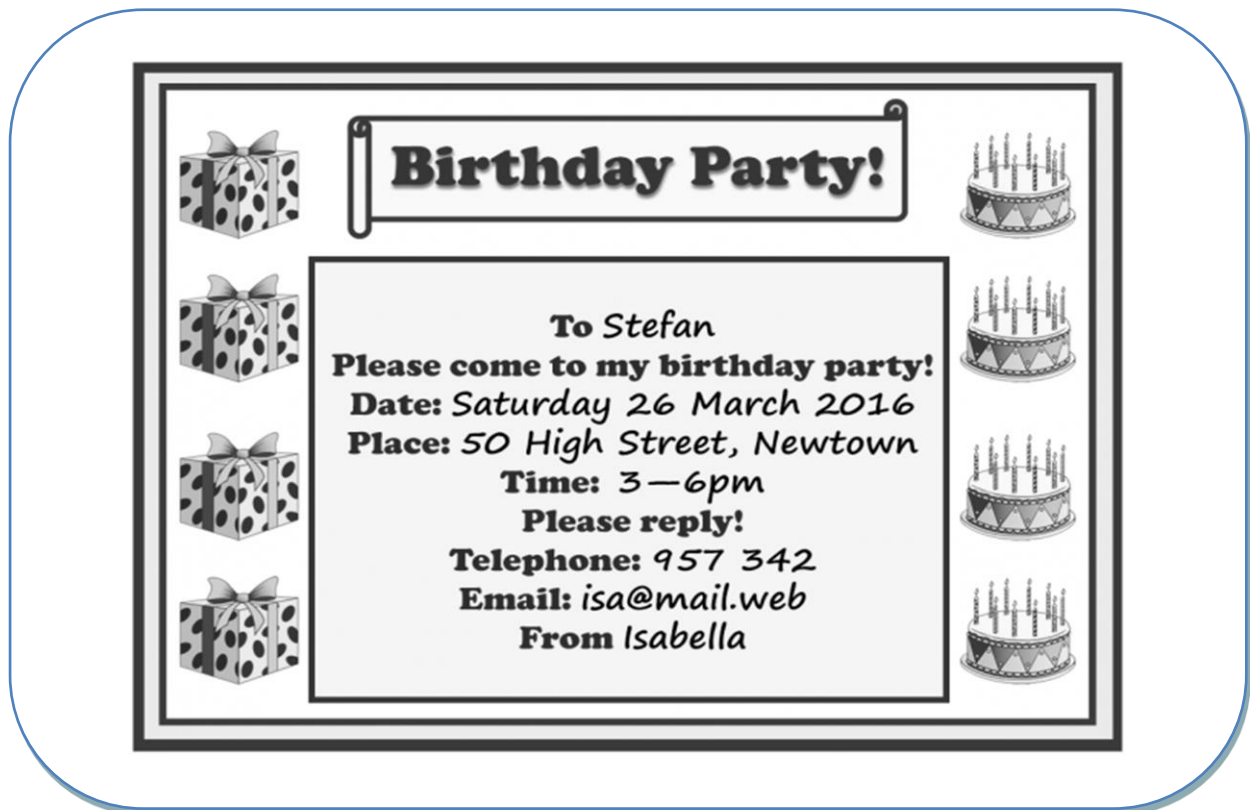 Birthday Party!
To Stefan
Please come to my birthday party!
Date: Saturday 26 March 2016
Place: 50 High Street, Newtown
Time: 3—6pm
Please reply!
Telephone: 957 342
Email: isa@mail.web
From Isabella